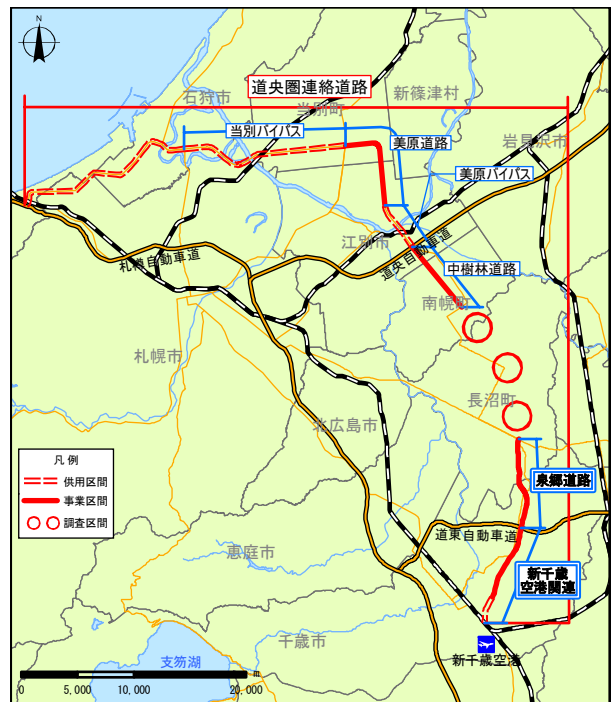 道央圏連絡道路
石狩市
当別町
新篠津村
当別バイパス
美原道路
岩見沢市
美原バイパス
江別市
札樽自動車道
道央自動車道
中樹林道路
南幌町
札幌市
長沼町
北広島市
凡例
供用区間
事業区間
調査区間
泉郷道路
道東自動車道
恵庭市
新千歳
空港関連
千歳市
支笏湖
新千歳空港
0 5,000 10,000 20,000 m